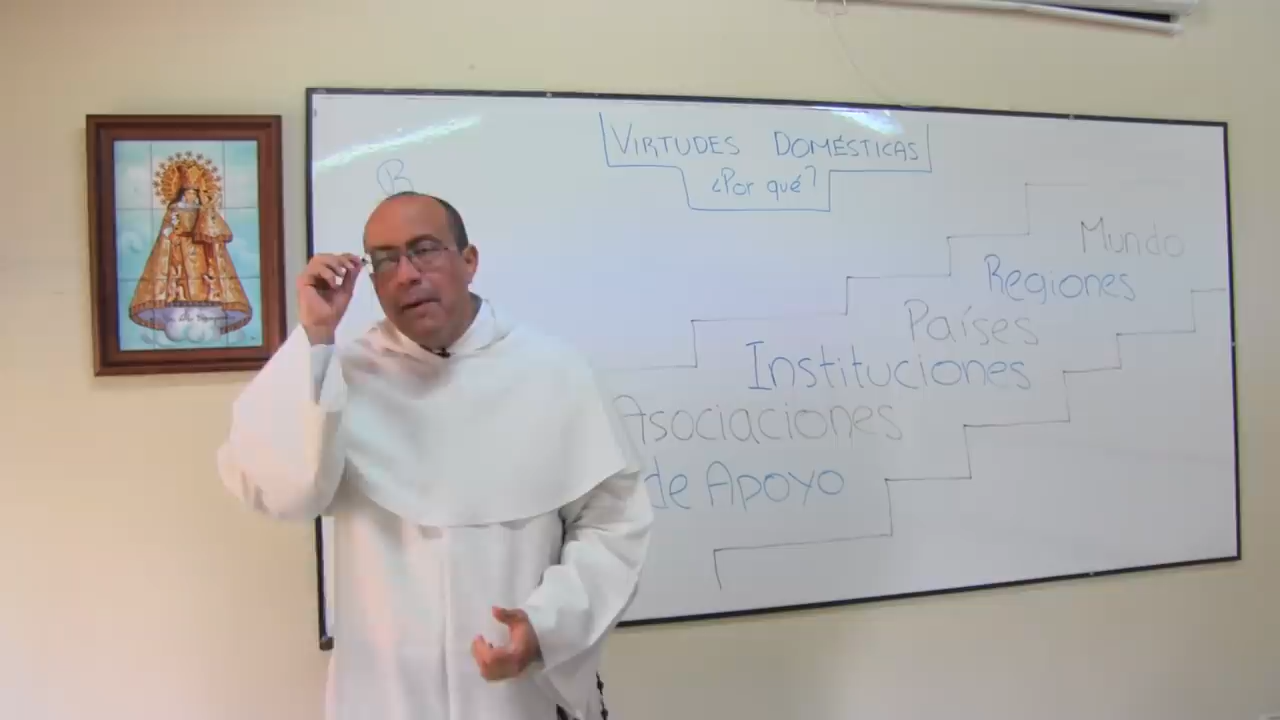 VIRTUDES DOMÉSTICAS
¿Por qué?
Mundo
Regiones
Países
Instituciones
Asociaciones
de Apoyo